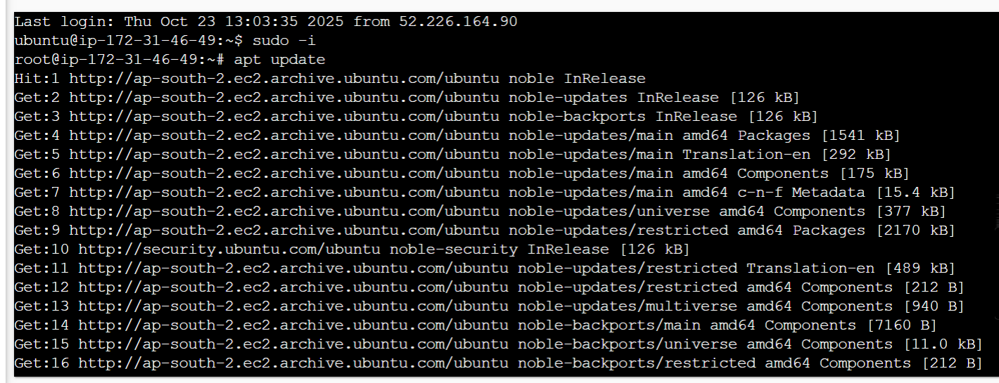 Last login: Thu Oct 23 13:03:35 2025 from 52.226.164.90
ubuntu@ip-172-31-46-49:~$ sudo -i
root@ip-172-31-46-49:~# apt update
Hit:1 http://ap-south-2.ec2.archive.ubuntu.com/ubuntu noble InRelease
Get:2 http://ap-south-2.ec2.archive.ubuntu.com/ubuntu noble-updates InRelease [126 kB]
Get:3 http://ap-south-2.ec2.archive.ubuntu.com/ubuntu noble-backports InRelease [126 kB]
Get:4 http://ap-south-2.ec2.archive.ubuntu.com/ubuntu noble-updates/main amd64 Packages [1541 kB]
Get:5 http://ap-south-2.ec2.archive.ubuntu.com/ubuntu noble-updates/main Translation-en [292 kB]
Get:6 http://ap-south-2.ec2.archive.ubuntu.com/ubuntu noble-updates/main amd64 Components [175 kB]
Get:7 http://ap-south-2.ec2.archive.ubuntu.com/ubuntu noble-updates/main amd64 c-n-f Metadata [15.4 kB]
Get:8 http://ap-south-2.ec2.archive.ubuntu.com/ubuntu noble-updates/universe amd64 Components [377 kB]
Get:9 http://ap-south-2.ec2.archive.ubuntu.com/ubuntu noble-updates/restricted amd64 Packages [2170 kB]
Get:10 http://security.ubuntu.com/ubuntu noble-security InRelease [126 kB]
Get:11 http://ap-south-2.ec2.archive.ubuntu.com/ubuntu noble-updates/restricted Translation-en [489 kB]
Get:12 http://ap-south-2.ec2.archive.ubuntu.com/ubuntu noble-updates/restricted amd64 Components [212 B]
Get:13 http://ap-south-2.ec2.archive.ubuntu.com/ubuntu noble-updates/multiverse amd64 Components [940 B]
Get:14 http://ap-south-2.ec2.archive.ubuntu.com/ubuntu noble-backports/main amd64 Components [7160 B]
Get:15 http://ap-south-2.ec2.archive.ubuntu.com/ubuntu noble-backports/universe amd64 Components [11.0 kB]
Get:16 http://ap-south-2.ec2.archive.ubuntu.com/ubuntu noble-backports/restricted amd64 Components [212 B]